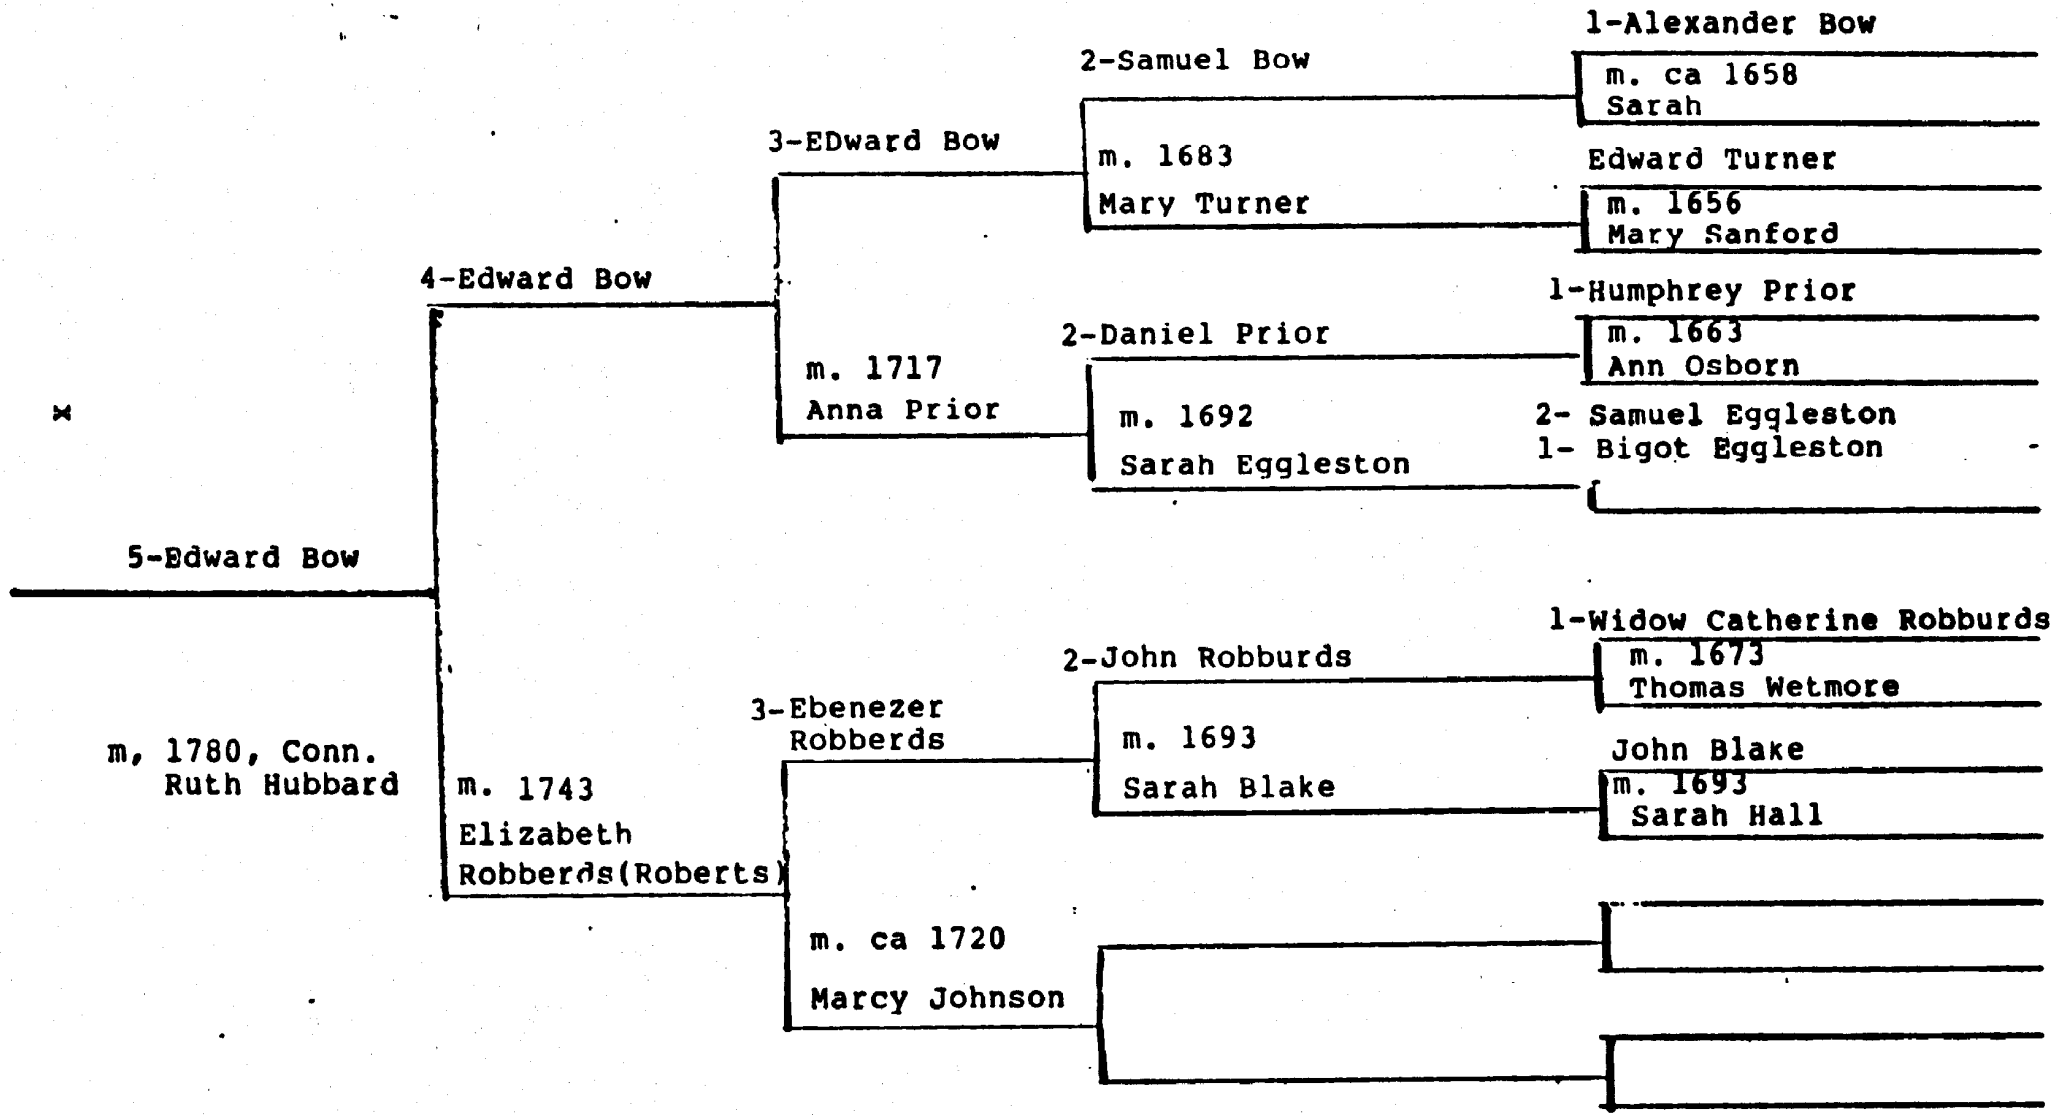 1-Alexander Bow
m. ca 1658
Sarah
2-Samuel Bow
m. 1683
Mary Turner
Edward Turner
m. 1656
Mary Sanford
3-EDward Bow
4-Edward Bow
m. 1717
Anna Prior
1-Humphrey Prior
m. 1663
Ann Osborn
2-Daniel Prior
m. 1692
Sarah Eggleston
2- Samuel Eggleston
1- Bigot Eggleston
5-Edward Bow
m, 1780, Conn.
Ruth Hubbard
m. 1743
Elizabeth
Robberds(Roberts)
1-Widow Catherine Robburds
m. 1673
Thomas Wetmore
2-John Robburds
3-Ebenezer
Robberds
m. 1693
Sarah Blake
John Blake
m. 1693
Sarah Hall
m. ca 1720
Marcy Johnson